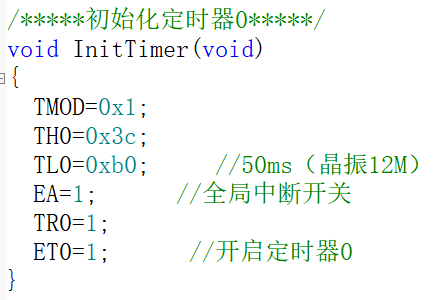 /*****初始化定时器0*****/
void InitTimer(void)
{
TMOD=0x1;
TH0=0x3c;
TL0=0xb0; //50ms（晶振12M）
EA=1; //全局中断开关
TR0=1;
ET0=1; //开启定时器0
}